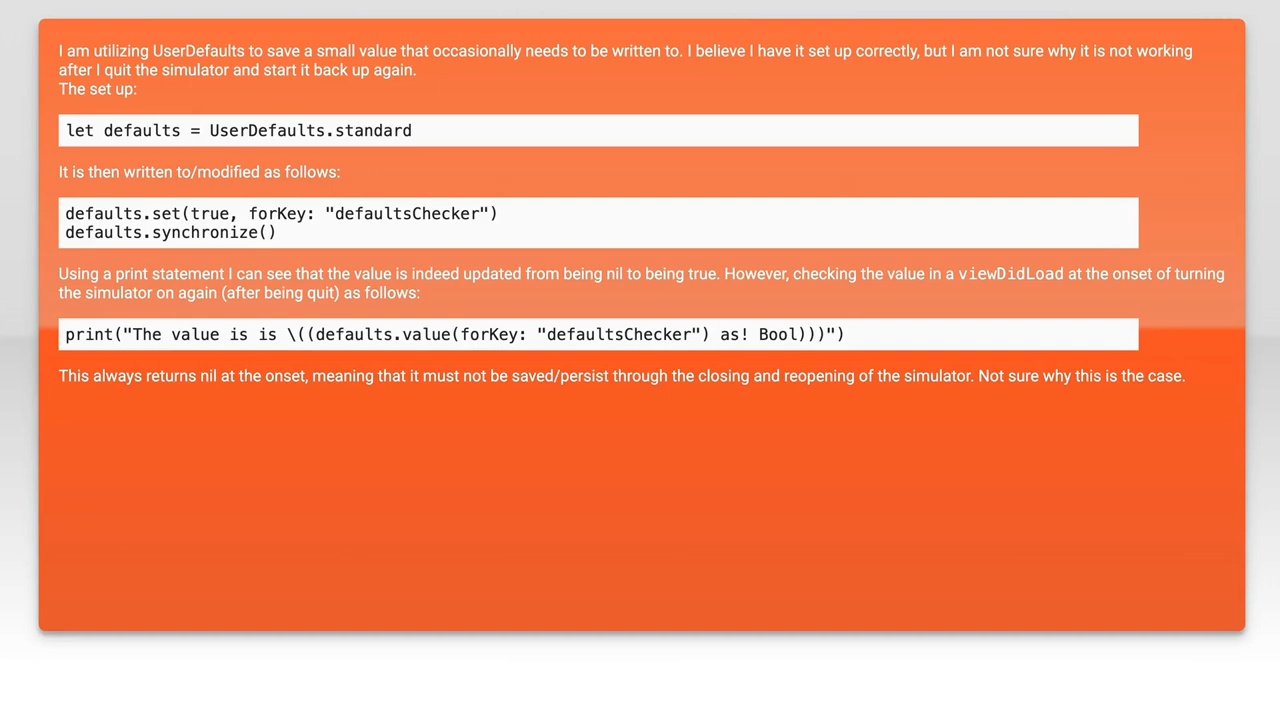 I am utilizing UserDefaults to save a small value that occasionally needs to be written to. I believe I have it set up correctly, but I am not sure why it is not working
after I quit the simulator and start it back up again.
The set up:
let defaults = UserDefaults.standard
It is then written to/modified as follows:
defaults.set(true, forKey: "defaultsChecker")
defaults.synchronize()
Using a print statement I can see that the value is indeed updated from being nil to being true. However, checking the value in a viewDidLoad at the onset of turning
the simulator on again (after being quit) as follows:
print("The value is is \((defaults.value(forKey: "defaultsChecker") as! Bool)))")
This always returns nil at the onset, meaning that it must not be saved/persist through the closing and reopening of the simulator. Not sure why this is the case.